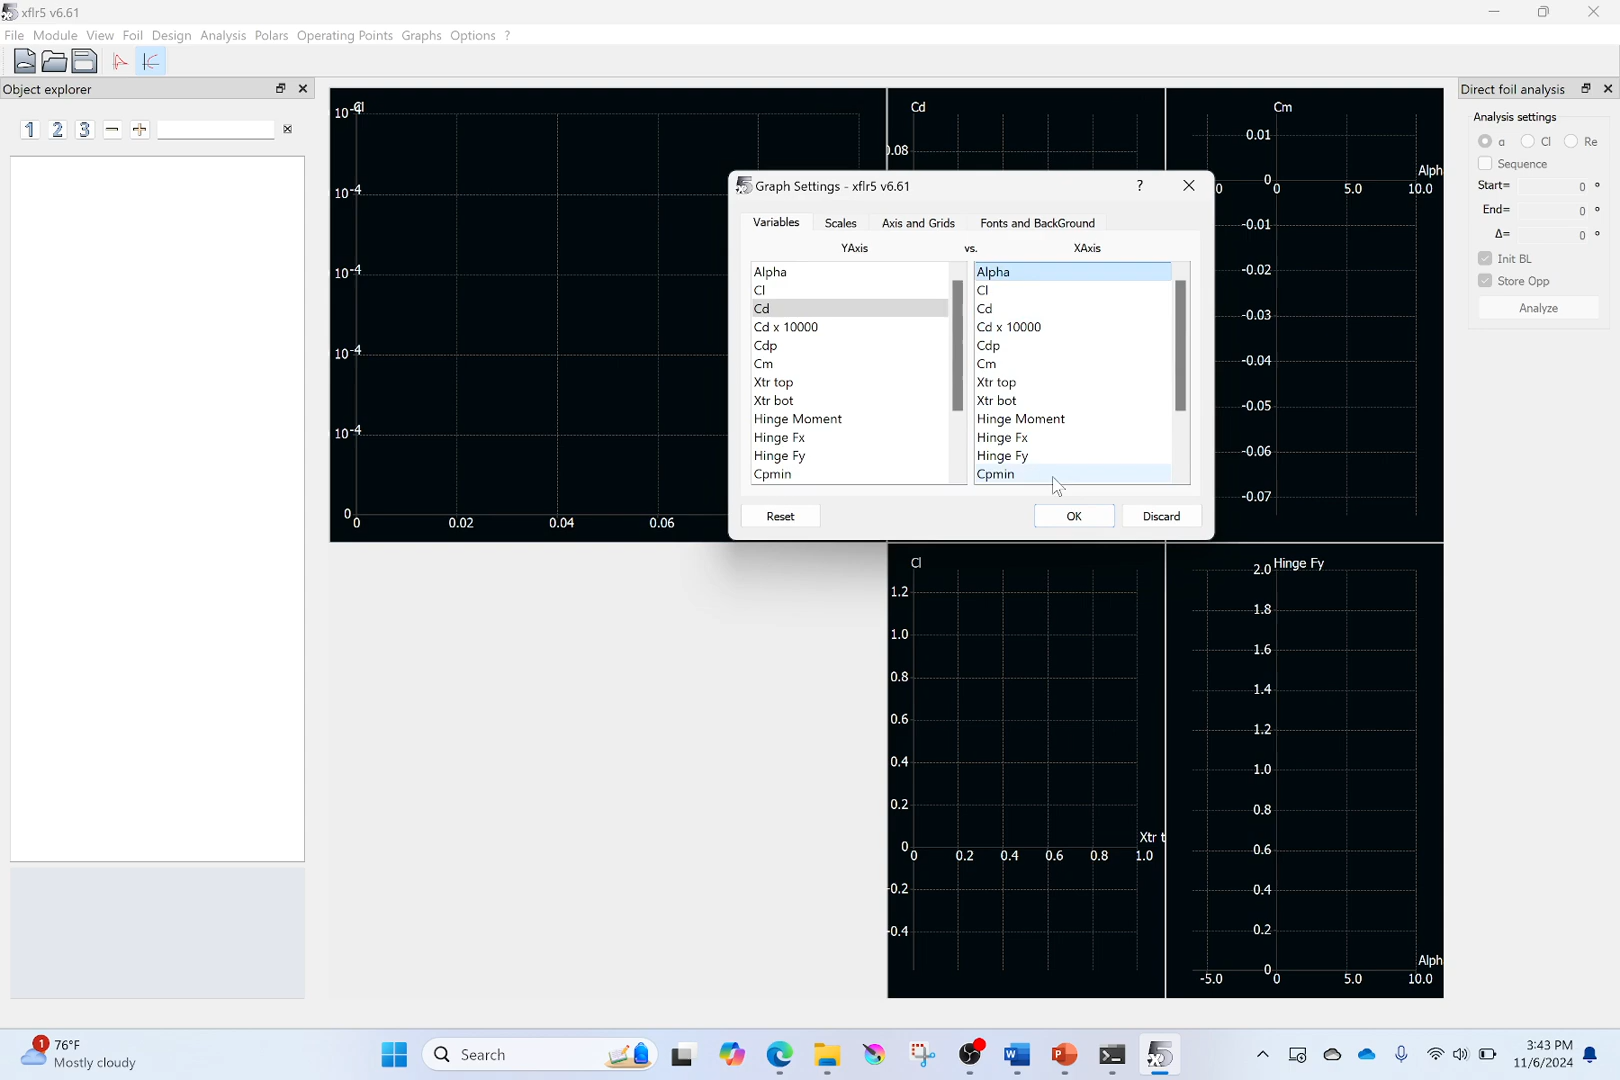 xflr5 v6.61
File Module View Foil Design Analysis Polars Operating Points Graphs Options ?
Object explorer
1 2 3
Direct foil analysis
Analysis settings
α Cl Re
Sequence
Start= 0 °
End= 0 °
Δ= 0 °
Init BL
Store Opp
Analyze
Cl
10-4
10-4
10-4
10-4
10-4
0
0 0.02 0.04 0.06
Cd
0.08
0
Cm
0.01
0
-0.01
-0.02
-0.03
-0.04
-0.05
-0.06
-0.07
Alph
0 5.0 10.0
Graph Settings - xflr5 v6.61 ?
Variables Scales Axis and Grids Fonts and BackGround
YAxis vs. XAxis
Alpha Alpha
Cl Cl
Cd Cd
Cd x 10000 Cd x 10000
Cdp Cdp
Cm Cm
Xtr top Xtr top
Xtr bot Xtr bot
Hinge Moment Hinge Moment
Hinge Fx Hinge Fx
Hinge Fy Hinge Fy
Cpmin Cpmin
Reset OK Discard
Cl
1.2
1.0
0.8
0.6
0.4
0.2
0
-0.2
-0.4
Xtr t
0 0.2 0.4 0.6 0.8 1.0
Hinge Fy
2.0
1.8
1.6
1.4
1.2
1.0
0.8
0.6
0.4
0.2
0
Alph
-5.0 0 5.0 10.0
1
76°F
Mostly cloudy
Search
3:43 PM
11/6/2024